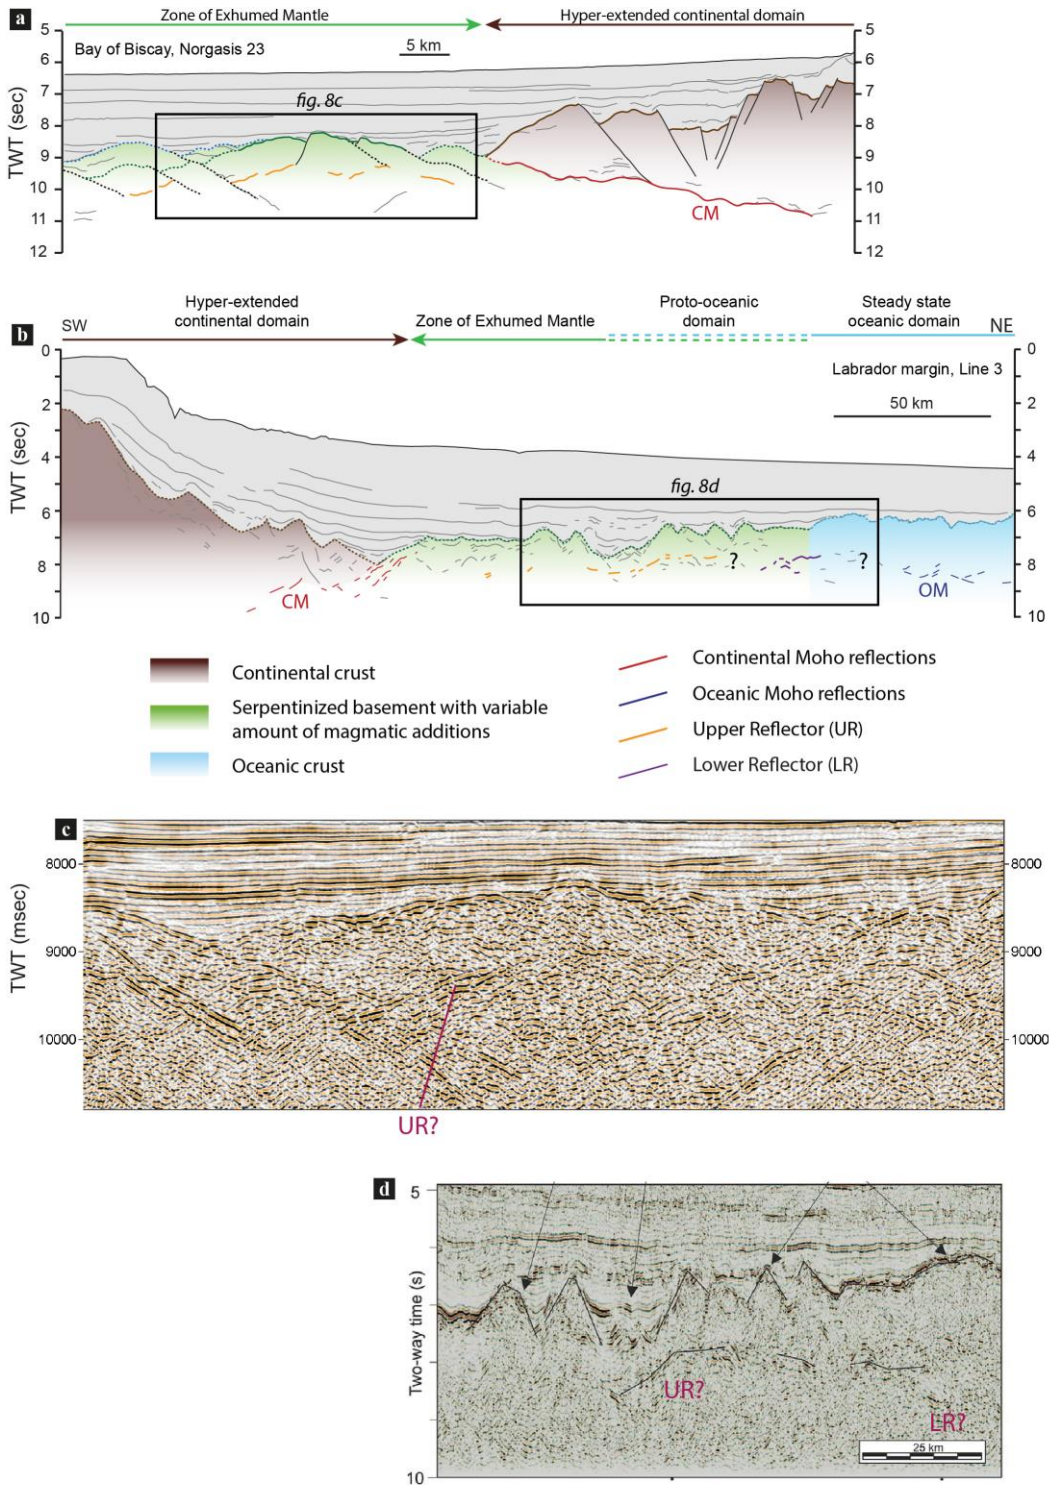 a
Zone of Exhumed Mantle
Hyper-extended continental domain
Bay of Biscay, Norgasis 23
5 km
fig. 8c
CM
TWT (sec)
5
6
7
8
9
10
11
12
5
6
7
8
9
10
11
12
b
SW
Hyper-extended
continental domain
Zone of Exhumed Mantle
Proto-oceanic
domain
Steady state
oceanic domain
NE
Labrador margin, Line 3
50 km
fig. 8d
?
?
CM
OM
TWT (sec)
0
2
4
6
8
10
0
2
4
6
8
10
Continental crust
Serpentinized basement with variable
amount of magmatic additions
Oceanic crust
Continental Moho reflections
Oceanic Moho reflections
Upper Reflector (UR)
Lower Reflector (LR)
c
TWT (msec)
8000
9000
10000
8000
9000
10000
UR?
d
Two-way time (s)
5
10
UR?
LR?
25 km